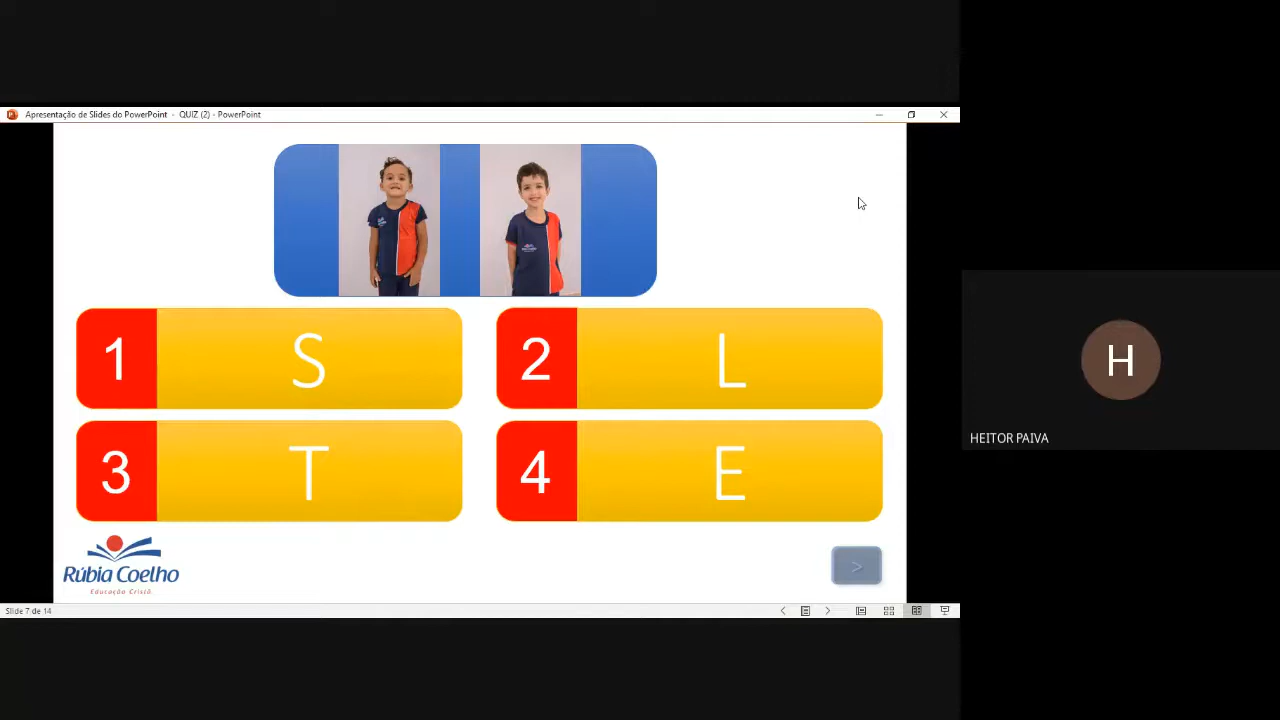 Apresentação de Slides do PowerPoint - QUIZ (2) - PowerPoint
1 S
2 L
3 T
4 E
Rúbia Coelho
Educação Cristã
>
Slide 7 de 14
H
HEITOR PAIVA